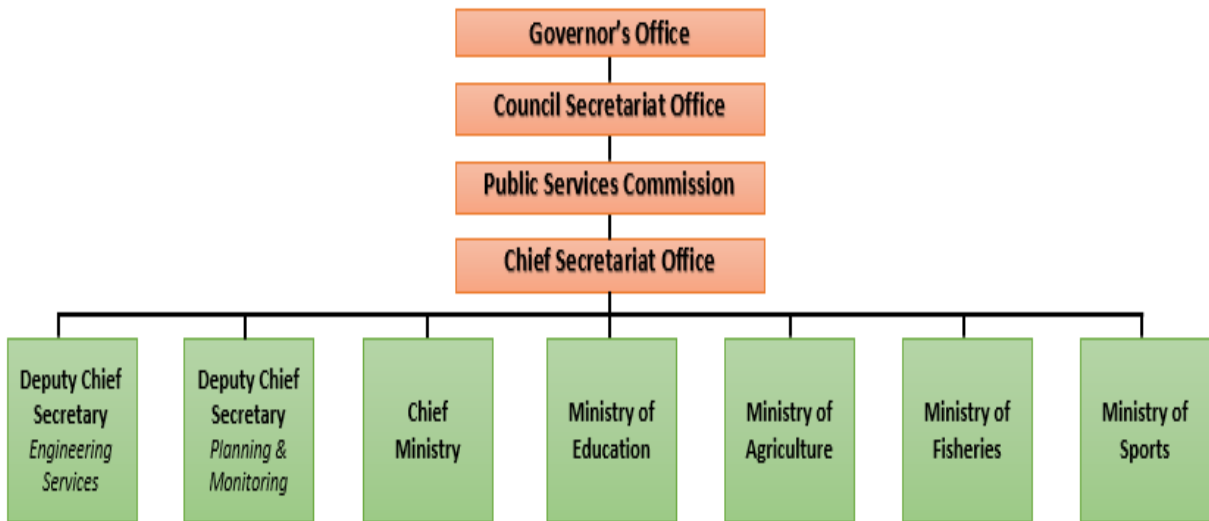 Governor's Office
Council Secretariat Office
Public Services Commission
Chief Secretariat Office
Deputy Chief
Secretary
Engineering
Services
Deputy Chief
Secretary
Planning &
Monitoring
Chief
Ministry
Ministry of
Education
Ministry of
Agriculture
Ministry of
Fisheries
Ministry of
Sports